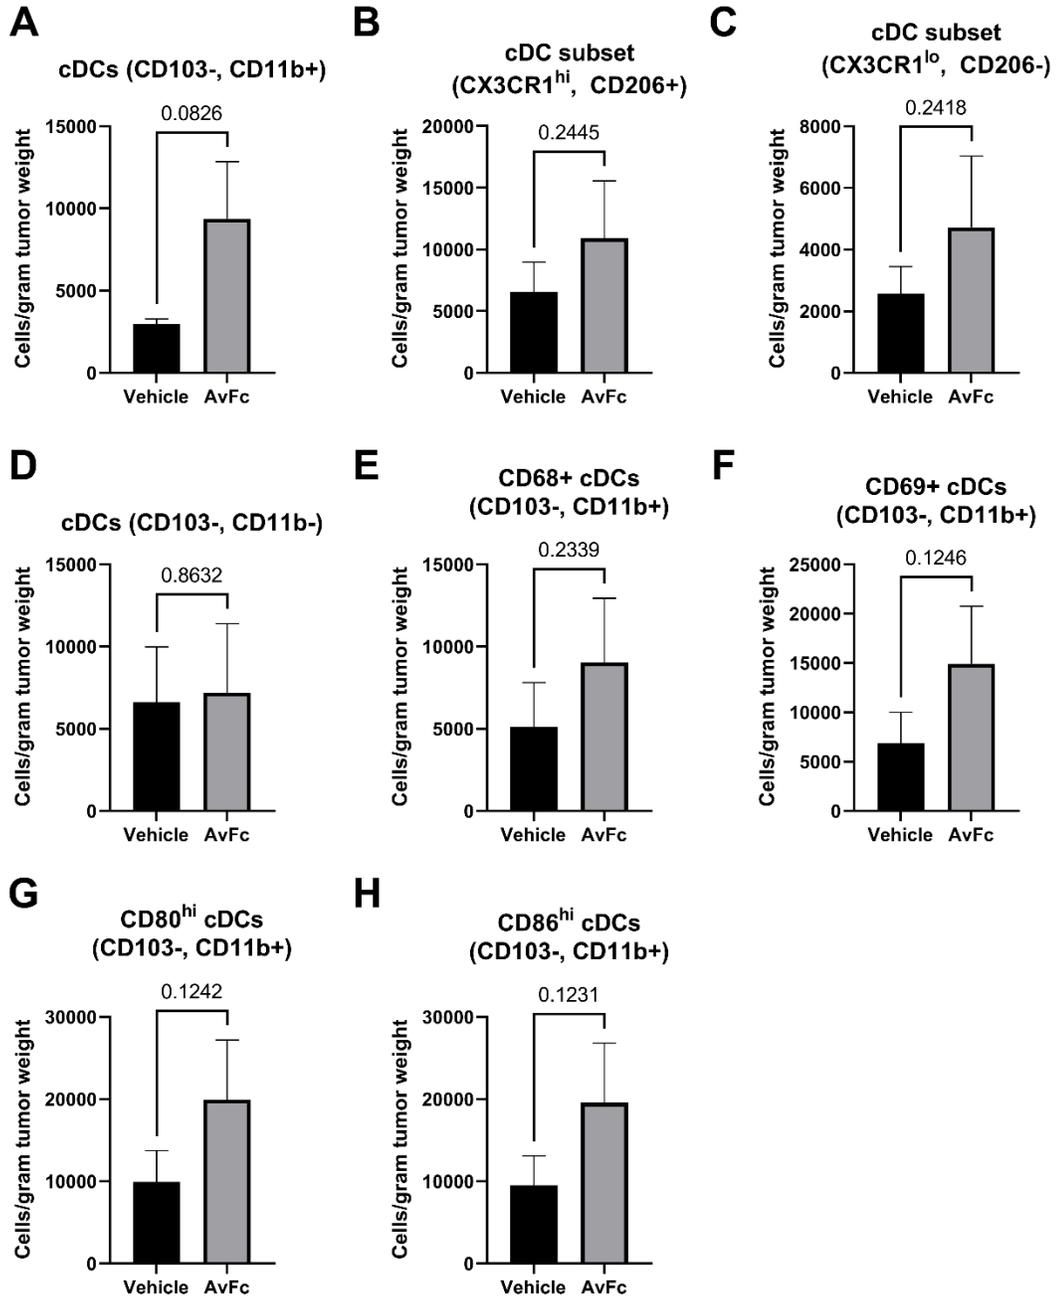 A
cDCs (CD103-, CD11b+)
0.0826
15000
10000
5000
0
Cells/gram tumor weight
Vehicle AvFc
B
cDC subset
(CX3CR1hi, CD206+)
0.2445
20000
15000
10000
5000
0
Cells/gram tumor weight
Vehicle AvFc
C
cDC subset
(CX3CR1lo, CD206-)
0.2418
8000
6000
4000
2000
0
Cells/gram tumor weight
Vehicle AvFc
D
cDCs (CD103-, CD11b-)
0.8632
15000
10000
5000
0
Cells/gram tumor weight
Vehicle AvFc
E
CD68+ cDCs
(CD103-, CD11b+)
0.2339
15000
10000
5000
0
Cells/gram tumor weight
Vehicle AvFc
F
CD69+ cDCs
(CD103-, CD11b+)
0.1246
25000
20000
15000
10000
5000
0
Cells/gram tumor weight
Vehicle AvFc
G
CD80hi cDCs
(CD103-, CD11b+)
0.1242
30000
20000
10000
0
Cells/gram tumor weight
Vehicle AvFc
H
CD86hi cDCs
(CD103-, CD11b+)
0.1231
30000
20000
10000
0
Cells/gram tumor weight
Vehicle AvFc